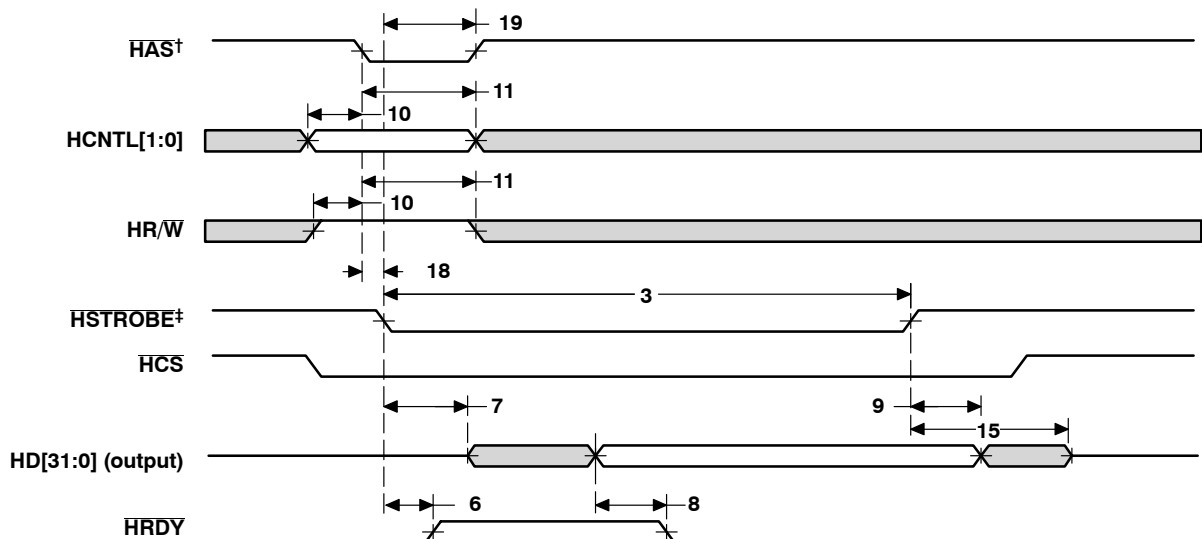 19
HAS†
11
10
HCNTL[1:0]
11
10
HR/W
18
3
HSTROBE‡
HCS
7
9
15
HD[31:0] (output)
6
8
HRDY